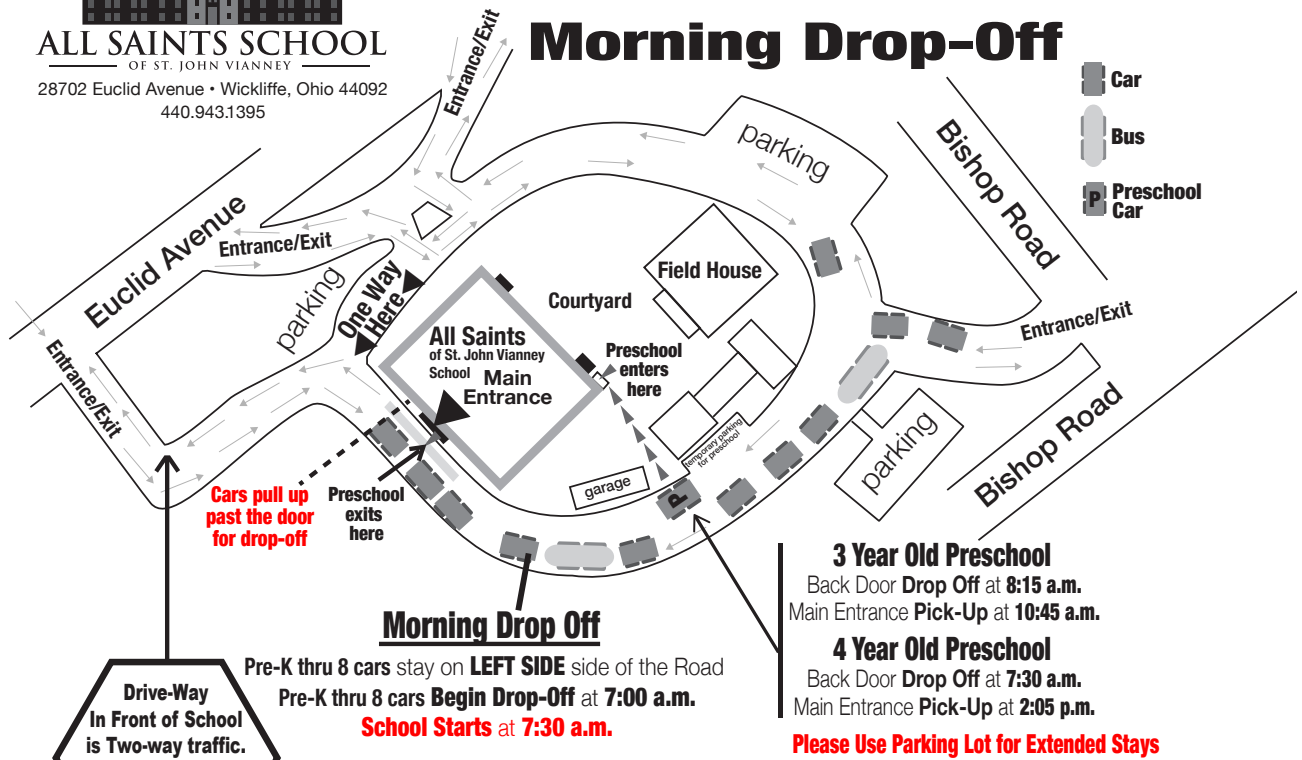 ALL SAINTS SCHOOL
OF ST. JOHN VIANNEY
28702 Euclid Avenue • Wickliffe, Ohio 44092
440.943.1395
Morning Drop-Off
Car
Bus
P
Preschool
Car
Entrance/Exit
parking
Bishop Road
Euclid Avenue
Entrance/Exit
parking
One Way
Here
Field House
Courtyard
All Saints
of St. John Vianney
School
Main
Entrance
Preschool
enters
here
Entrance/Exit
Entrance/Exit
temporary parking
for preschool
parking
Bishop Road
garage
P
Cars pull up
past the door
for drop-off
Preschool
exits
here
Morning Drop Off
Pre-K thru 8 cars stay on LEFT SIDE side of the Road
Pre-K thru 8 cars Begin Drop-Off at 7:00 a.m.
School Starts at 7:30 a.m.
Drive-Way
In Front of School
is Two-way traffic.
3 Year Old Preschool
Back Door Drop Off at 8:15 a.m.
Main Entrance Pick-Up at 10:45 a.m.
4 Year Old Preschool
Back Door Drop Off at 7:30 a.m.
Main Entrance Pick-Up at 2:05 p.m.
Please Use Parking Lot for Extended Stays